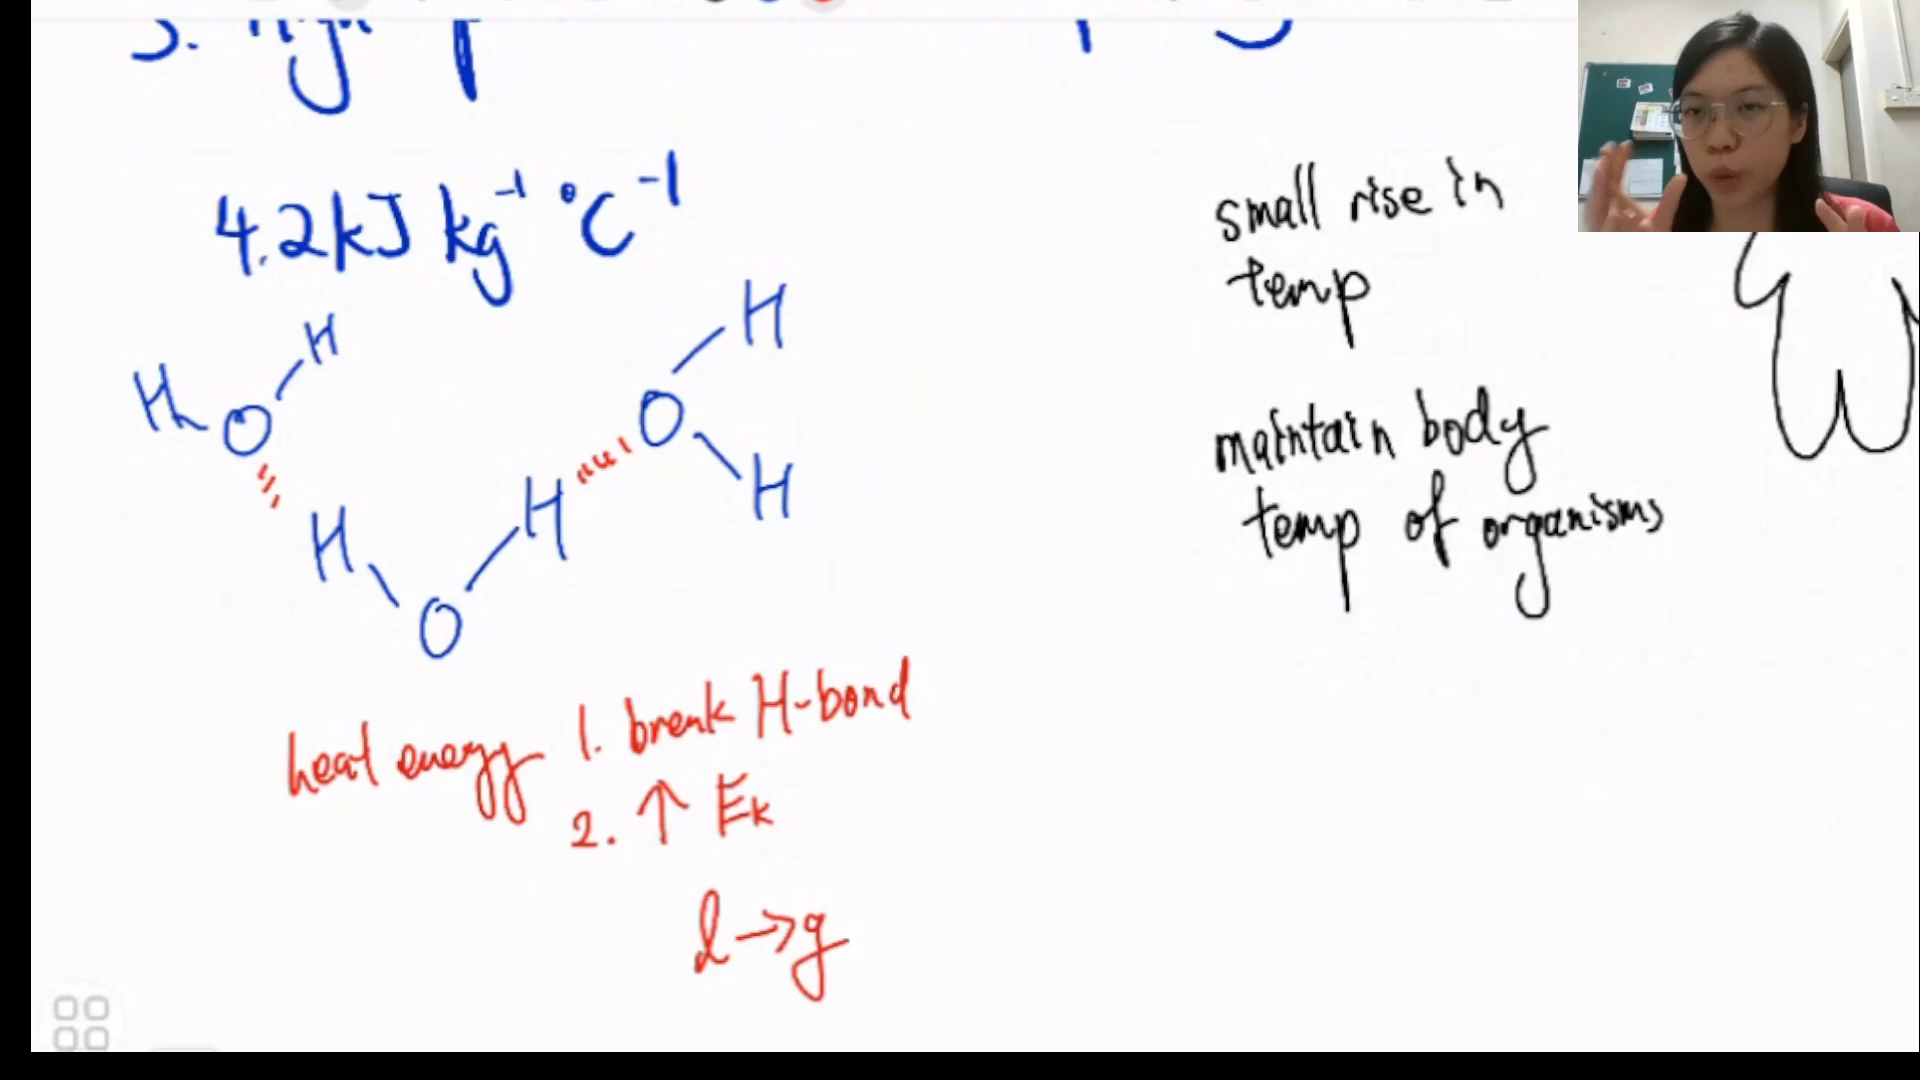 4.2kJ kg⁻¹ °C⁻¹
H
H
O
H
O
H
H
H
O
heat energy 1. break H-bond
2. ↑ Ek
l → g
small rise in
temp
maintain body
temp of organisms